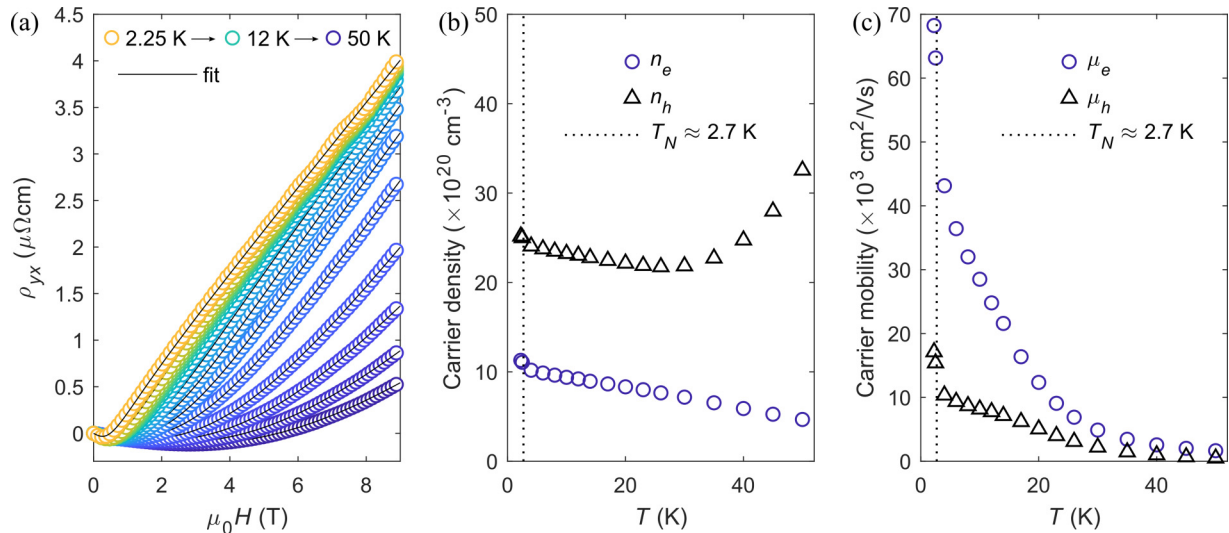 (a)
4.5
4
3.5
3
2.5
2
1.5
1
0.5
0
ρyx (μΩcm)
2.25 K → 12 K → 50 K
fit
0 2 4 6 8
μ0H (T)
(b)
50
40
30
20
10
0
Carrier density (×10^20 cm^-3)
ne
nh
TN ≈ 2.7 K
0 20 40
T (K)
(c)
70
60
50
40
30
20
10
0
Carrier mobility (×10^3 cm^2/Vs)
μe
μh
TN ≈ 2.7 K
0 20 40
T (K)